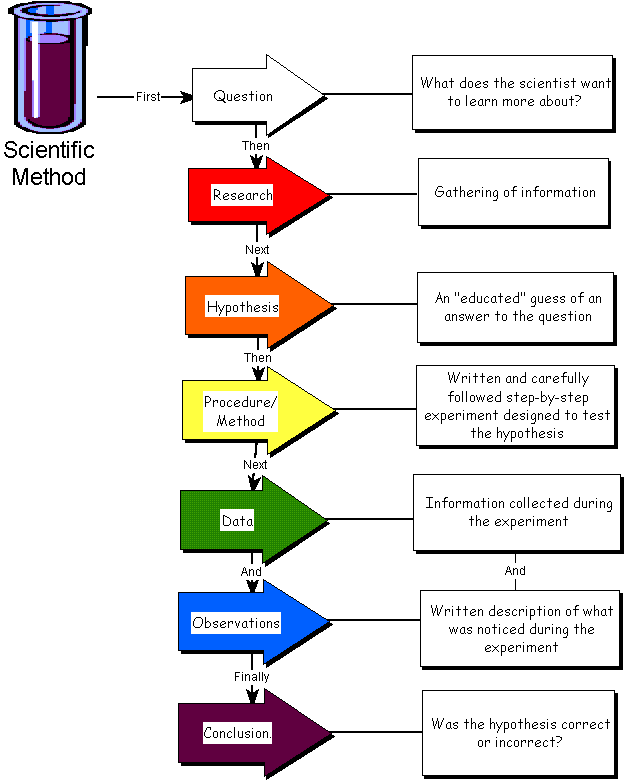 Scientific
Method
First
Question
What does the scientist want
to learn more about?
Then
Research
Gathering of information
Next
Hypothesis
An "educated" guess of an
answer to the question
Then
Procedure/
Method
Written and carefully
followed step-by-step
experiment designed to test
the hypothesis
Next
Data
Information collected during
the experiment
And
And
Observations
Written description of what
was noticed during the
experiment
Finally
Conclusion.
Was the hypothesis correct
or incorrect?